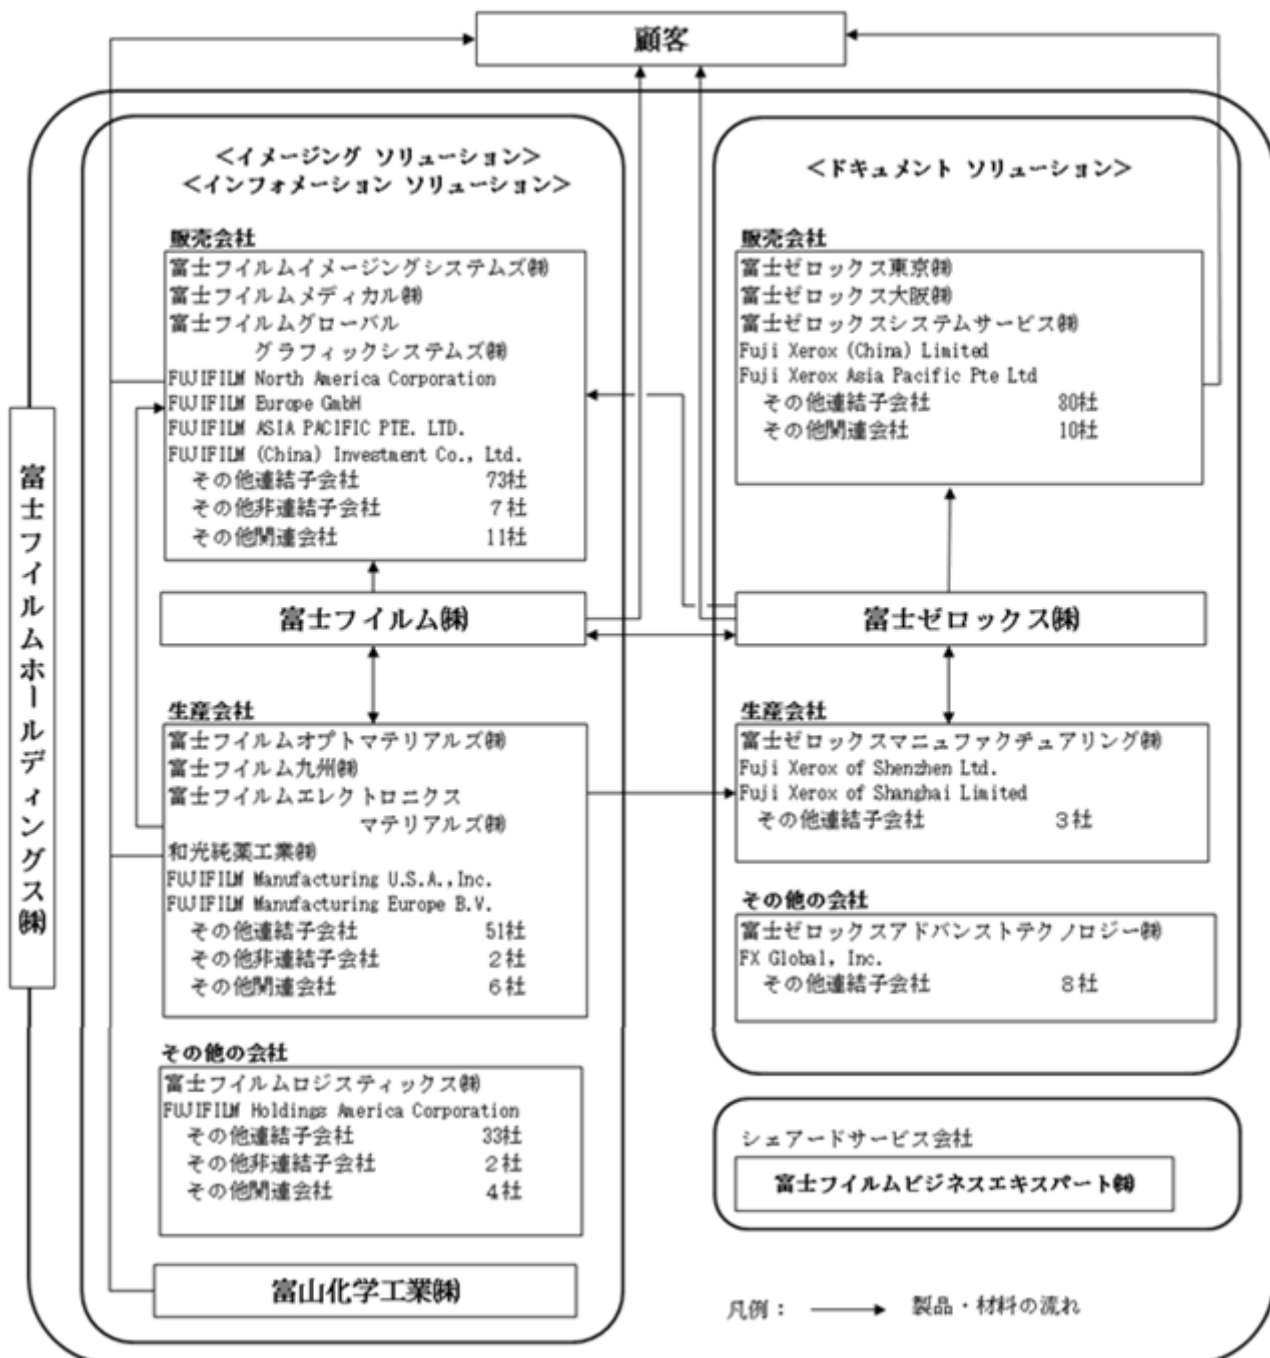 顧客
富士フイルムホールディングス㈱
＜イメージング ソリューション＞
＜インフォメーション ソリューション＞
販売会社
富士フイルムイメージングシステムズ㈱
富士フイルムメディカル㈱
富士フイルムグローバル
グラフィックシステムズ㈱
FUJIFILM North America Corporation
FUJIFILM Europe GmbH
FUJIFILM ASIA PACIFIC PTE. LTD.
FUJIFILM (China) Investment Co., Ltd.
その他連結子会社 73社
その他非連結子会社 7社
その他関連会社 11社
富士フイルム㈱
生産会社
富士フイルムオプトマテリアルズ㈱
富士フイルム九州㈱
富士フイルムエレクトロニクス
マテリアルズ㈱
和光純薬工業㈱
FUJIFILM Manufacturing U.S.A.,Inc.
FUJIFILM Manufacturing Europe B.V.
その他連結子会社 51社
その他非連結子会社 2社
その他関連会社 6社
その他の会社
富士フイルムロジスティックス㈱
FUJIFILM Holdings America Corporation
その他連結子会社 33社
その他非連結子会社 2社
その他関連会社 4社
富山化学工業㈱
＜ドキュメント ソリューション＞
販売会社
富士ゼロックス東京㈱
富士ゼロックス大阪㈱
富士ゼロックスシステムサービス㈱
Fuji Xerox (China) Limited
Fuji Xerox Asia Pacific Pte Ltd
その他連結子会社 80社
その他関連会社 10社
富士ゼロックス㈱
生産会社
富士ゼロックスマニュファクチュアリング㈱
Fuji Xerox of Shenzhen Ltd.
Fuji Xerox of Shanghai Limited
その他連結子会社 3社
その他の会社
富士ゼロックスアドバンストテクノロジー㈱
FX Global, Inc.
その他連結子会社 8社
シェアードサービス会社
富士フイルムビジネスエキスパート㈱
凡例： 製品・材料の流れ